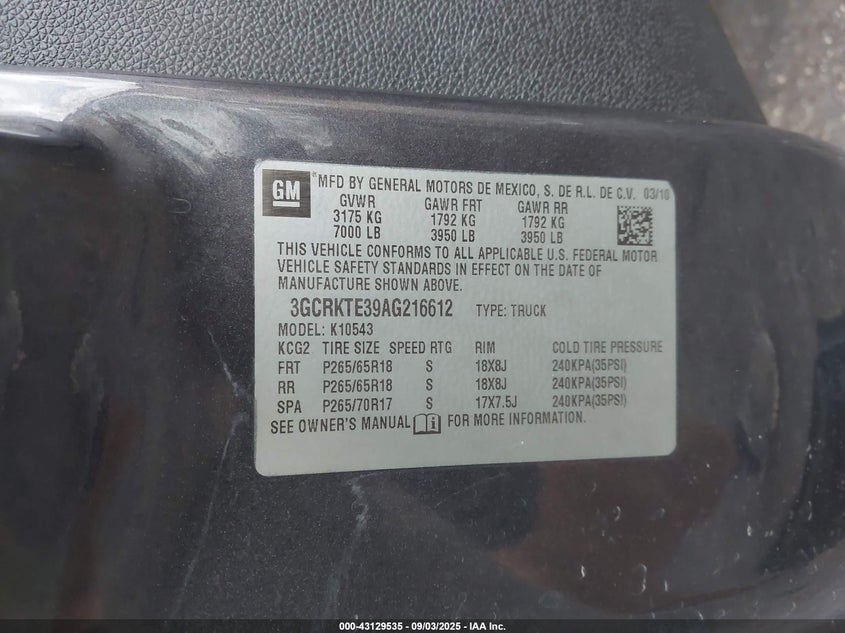 GM ® MFD BY GENERAL MOTORS DE MEXICO, S. DE R.L. DE C.V. 03/10
GVWR GAWR FRT GAWR RR
3175 KG 1792 KG 1792 KG
7000 LB 3950 LB 3950 LB
THIS VEHICLE CONFORMS TO ALL APPLICABLE U.S. FEDERAL MOTOR
VEHICLE SAFETY STANDARDS IN EFFECT ON THE DATE OF
MANUFACTURE SHOWN ABOVE.
3GCRKTE39AG216612 TYPE: TRUCK
MODEL: K10543
KCG2 TIRE SIZE SPEED RTG RIM COLD TIRE PRESSURE
FRT P265/65R18 S 18X8J 240KPA(35PSI)
RR P265/65R18 S 18X8J 240KPA(35PSI)
SPA P265/70R17 S 17X7.5J 240KPA(35PSI)
SEE OWNER'S MANUAL FOR MORE INFORMATION.
000-43129535 - 09/03/2025 - IAA Inc.